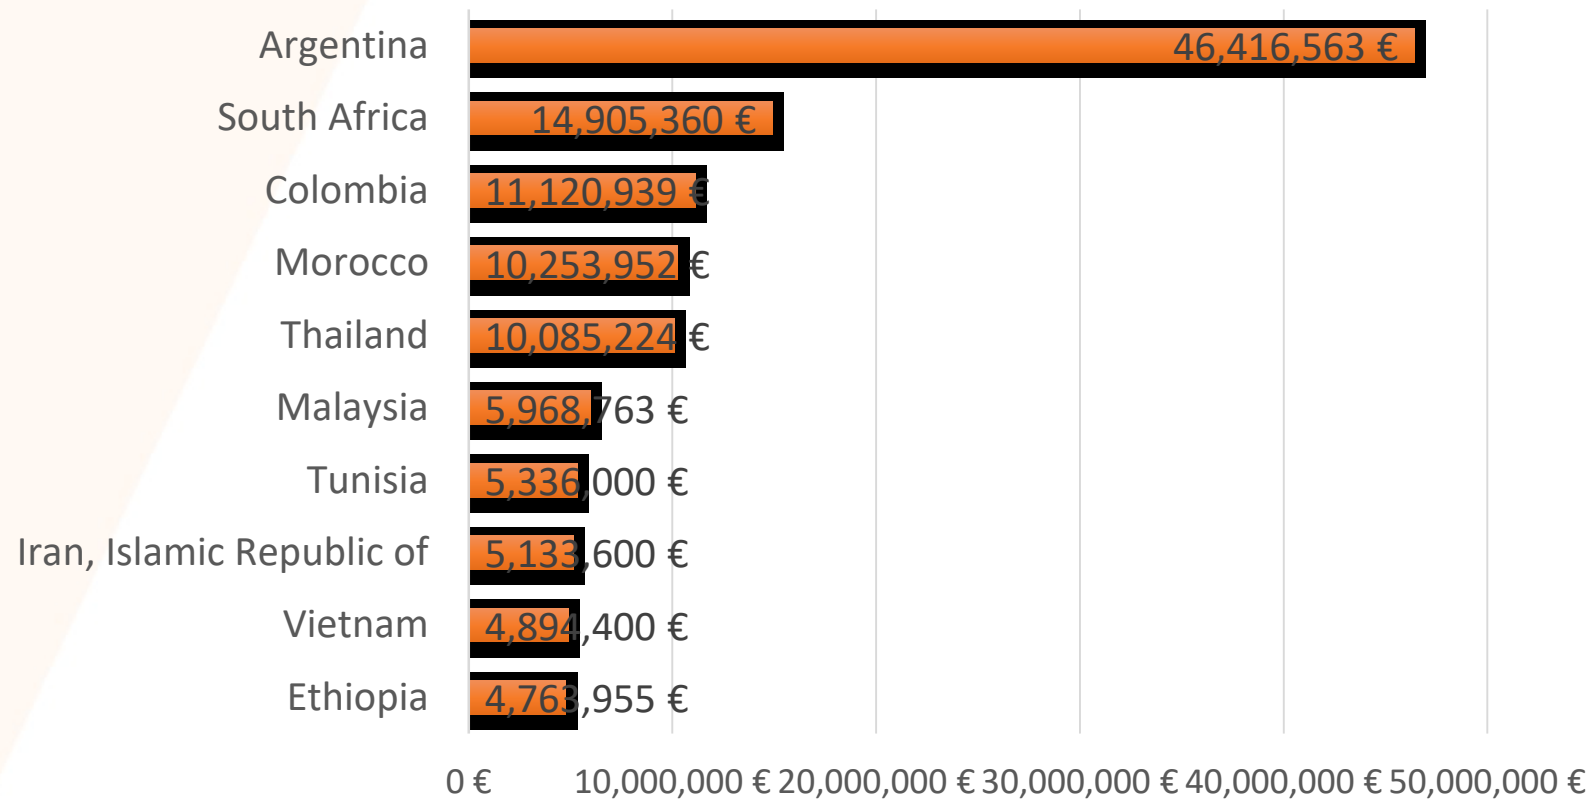 Argentina 46,416,563 €
South Africa 14,905,360 €
Colombia 11,120,939 €
Morocco 10,253,952 €
Thailand 10,085,224 €
Malaysia 5,968,763 €
Tunisia 5,336,000 €
Iran, Islamic Republic of 5,133,600 €
Vietnam 4,894,400 €
Ethiopia 4,763,955 €
0 € 10,000,000 € 20,000,000 € 30,000,000 € 40,000,000 € 50,000,000 €